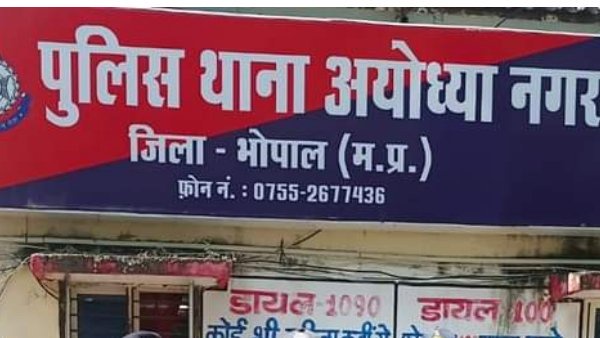 पुलिस थाना अयोध्या नगर
जिला - भोपाल (म.प्र.)
फ़ोन नं. : 0755-2677436
डायल-1090 डायल 100
कोई भी